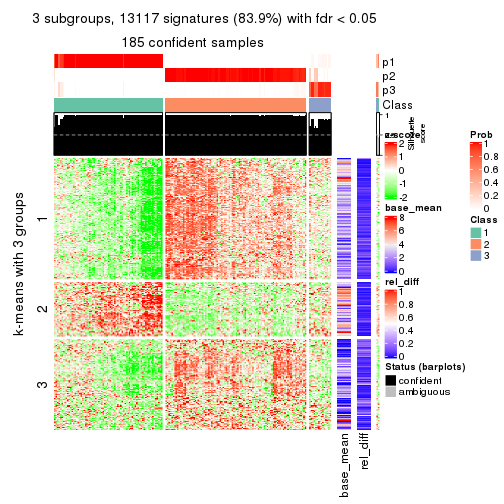 3 subgroups, 13117 signatures (83.9%) with fdr < 0.05
185 confident samples
p1
p2
p3
Class
1
Silhouette
score
k-means with 3 groups
1
2
3
base_mean
rel_diff
z-score
2
1
0
-1
-2
base_mean
8
6
4
2
0
rel_diff
1
0.8
0.6
0.4
0.2
0
Status (barplots)
confident
ambiguous
Prob
1
0.8
0.6
0.4
0.2
0
Class
1
2
3